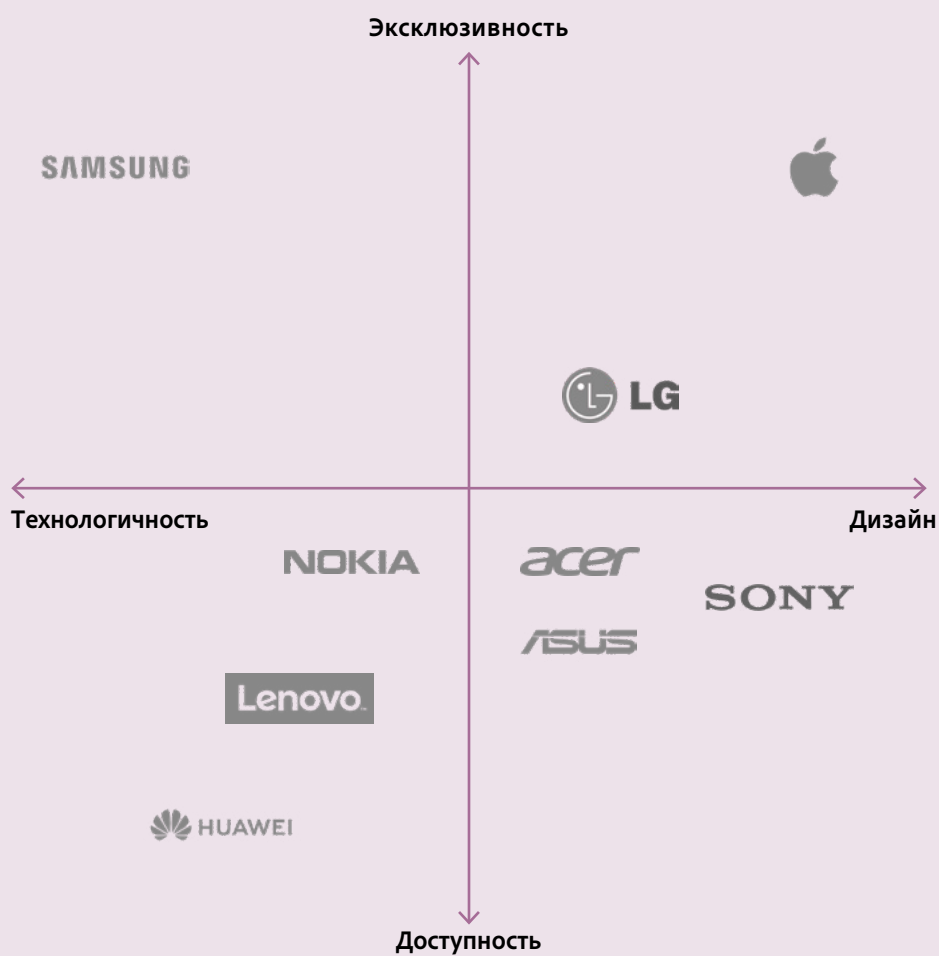 Эксклюзивность
SAMSUNG
LG
Технологичность
Дизайн
NOKIA
acer
SONY
ASUS
Lenovo
HUAWEI
Доступность